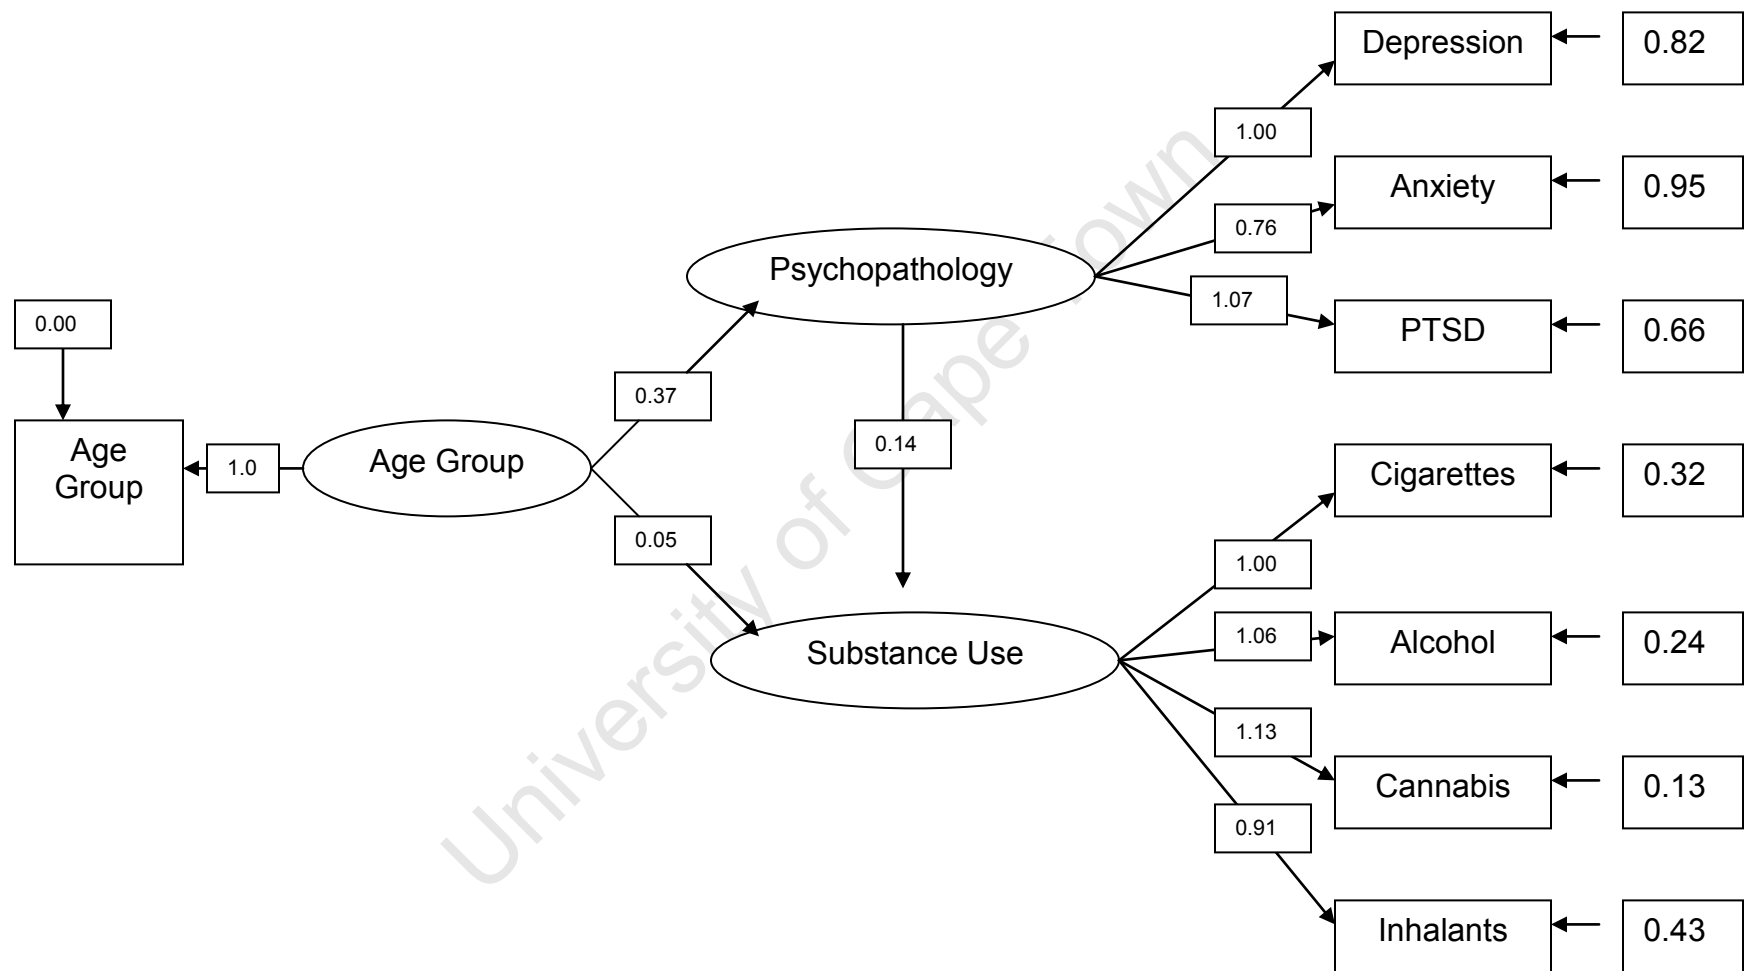 Depression
0.82
1.00
Anxiety
0.95
0.76
Psychopathology
1.07
PTSD
0.66
0.00
0.37
Age
Group
1.0
Age Group
0.14
Cigarettes
0.32
0.05
1.00
Substance Use
1.06
Alcohol
0.24
1.13
Cannabis
0.13
0.91
Inhalants
0.43
University of Cape Town